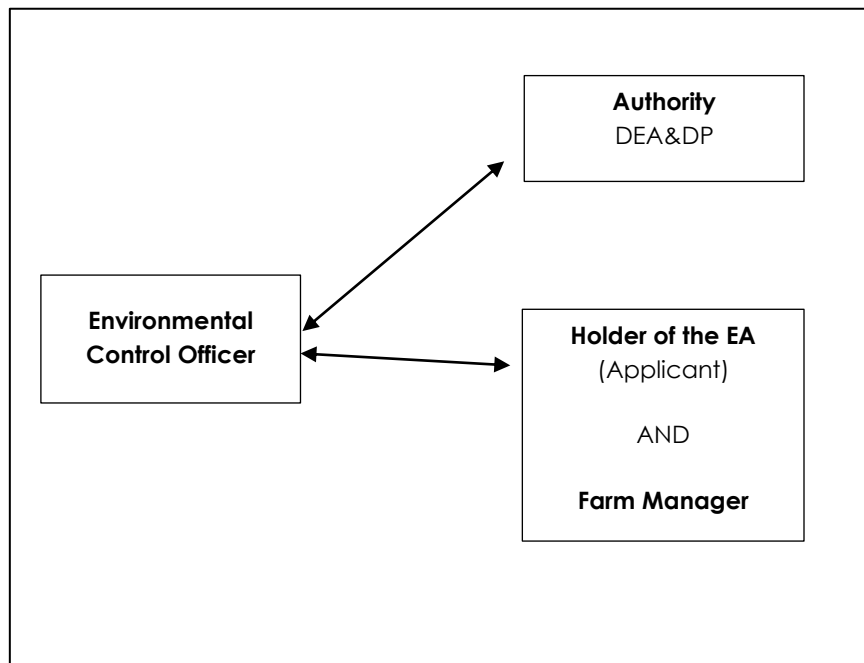 Authority
DEA&DP
Environmental
Control Officer
Holder of the EA
(Applicant)
AND
Farm Manager